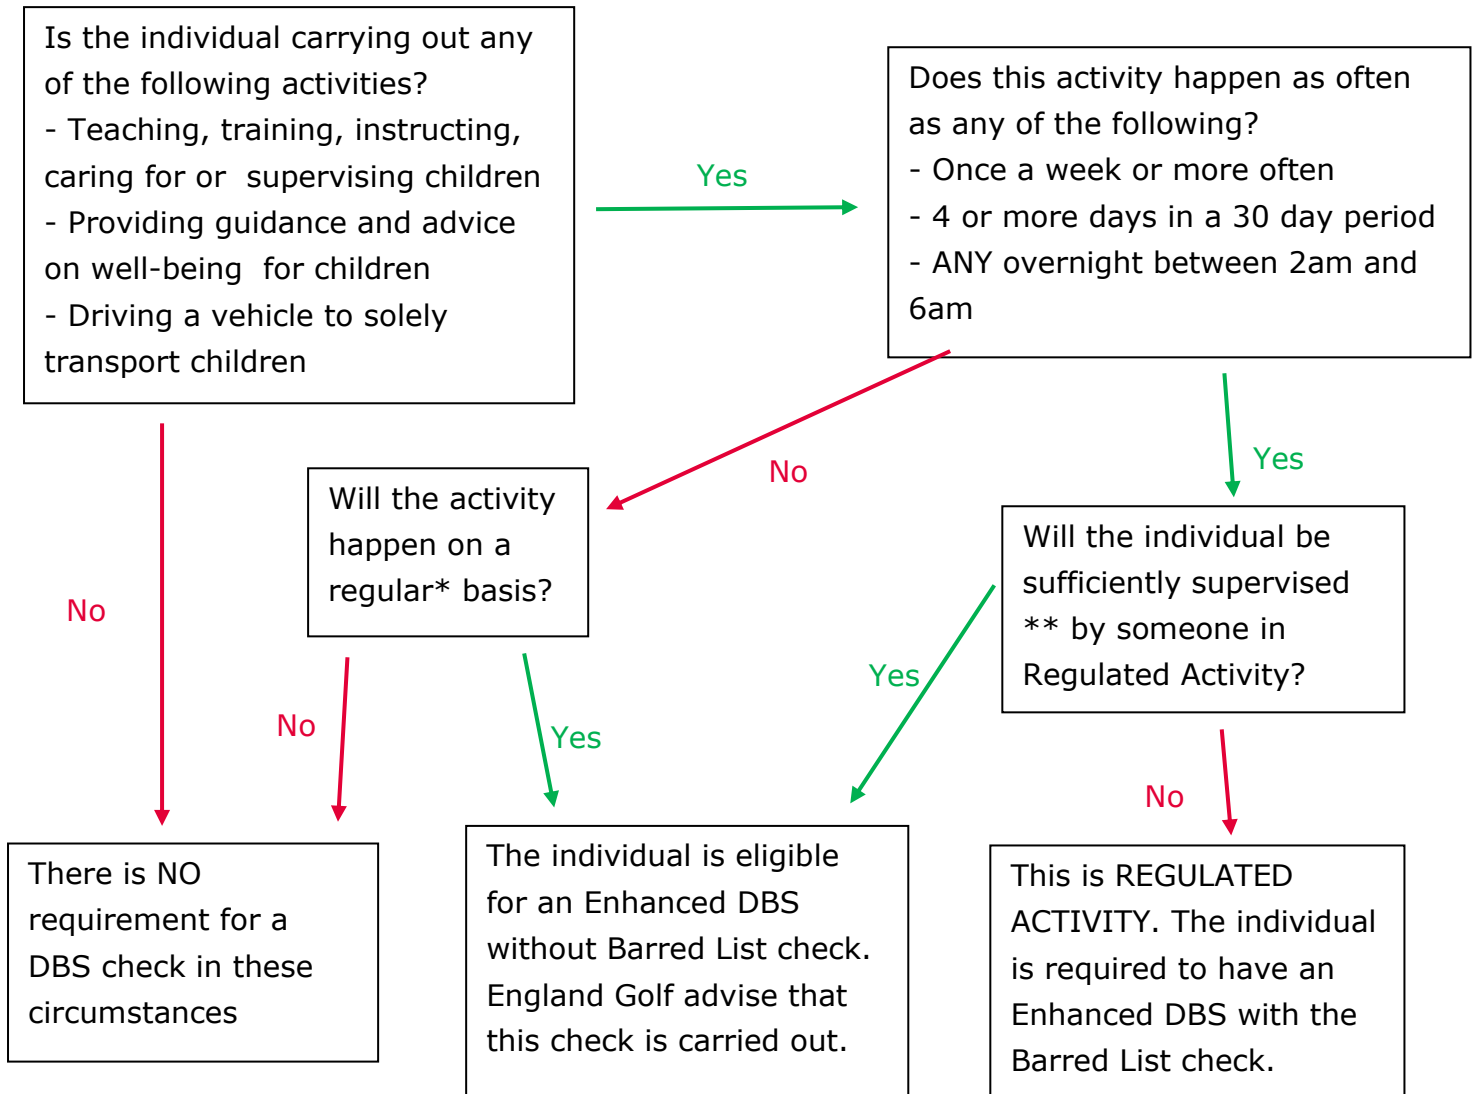 Is the individual carrying out any
of the following activities?
- Teaching, training, instructing,
caring for or supervising children
- Providing guidance and advice
on well-being for children
- Driving a vehicle to solely
transport children
Yes
Does this activity happen as often
as any of the following?
- Once a week or more often
- 4 or more days in a 30 day period
- ANY overnight between 2am and
6am
No
No
Yes
Will the activity
happen on a
regular* basis?
Will the individual be
sufficiently supervised
** by someone in
Regulated Activity?
No
Yes
Yes
No
There is NO
requirement for a
DBS check in these
circumstances
The individual is eligible
for an Enhanced DBS
without Barred List check.
England Golf advise that
this check is carried out.
This is REGULATED
ACTIVITY. The individual
is required to have an
Enhanced DBS with the
Barred List check.